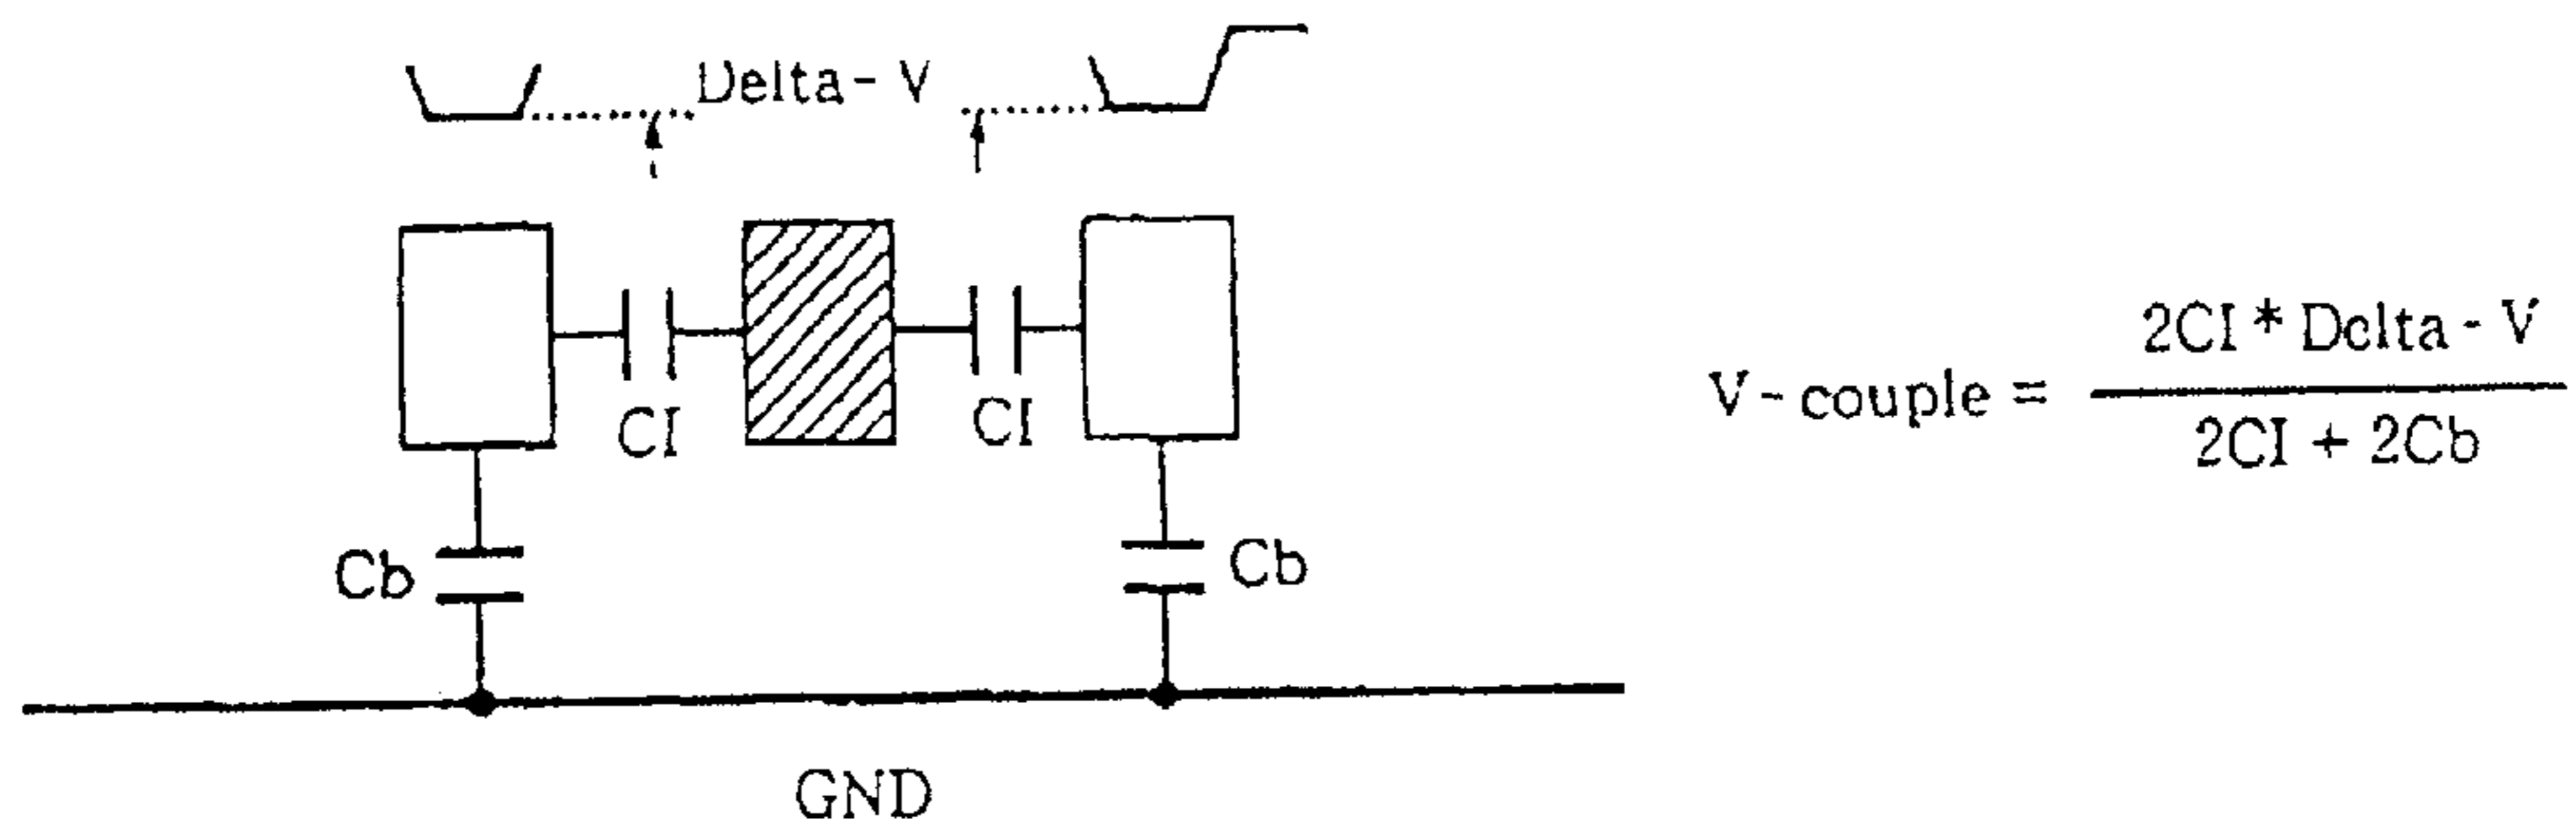 Delta - V
CI
CI
V - couple = 2CI * Delta - V
2CI + 2Cb
Cb
Cb
GND